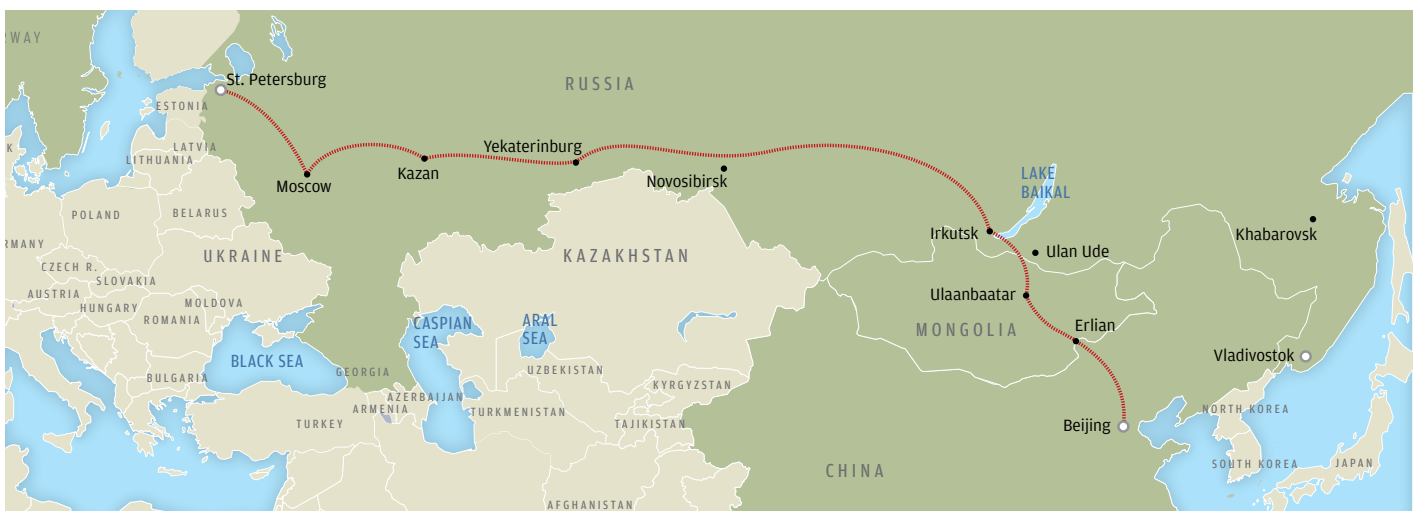 RWAY
St. Petersburg
RUSSIA
ESTONIA
LATVIA
LITHUANIA
K
Moscow
Kazan
Yekaterinburg
Novosibirsk
LAKE
BAIKAL
POLAND
BELARUS
Irkutsk
Khabarovsk
RMANY
UKRAINE
KAZAKHSTAN
Ulan Ude
CZECH R.
SLOVAKIA
AUSTRIA
HUNGARY
MOLDOVA
ROMANIA
Ulaanbaatar
MONGOLIA
Erlian
CASPIAN
SEA
ARAL
SEA
BLACK SEA
Vladivostok
BULGARIA
GEORGIA
UZBEKISTAN
KYRGYZSTAN
AZERBAIJAN
ARMENIA
TURKMENISTAN
TURKEY
TAJIKISTAN
Beijing
NORTH KOREA
CHINA
SOUTH KOREA
JAPAN
AFGHANISTAN